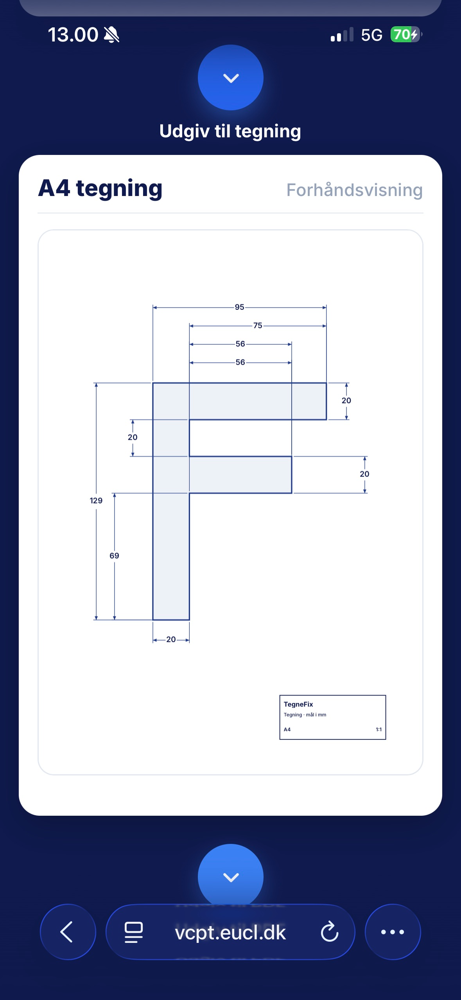 13.00
5G
70
Udgiv til tegning
A4 tegning
Forhåndsvisning
95
75
56
56
20
20
20
129
69
20
TegneFix
Tegning · mål i mm
A4
1:1
vcpt.eucl.dk